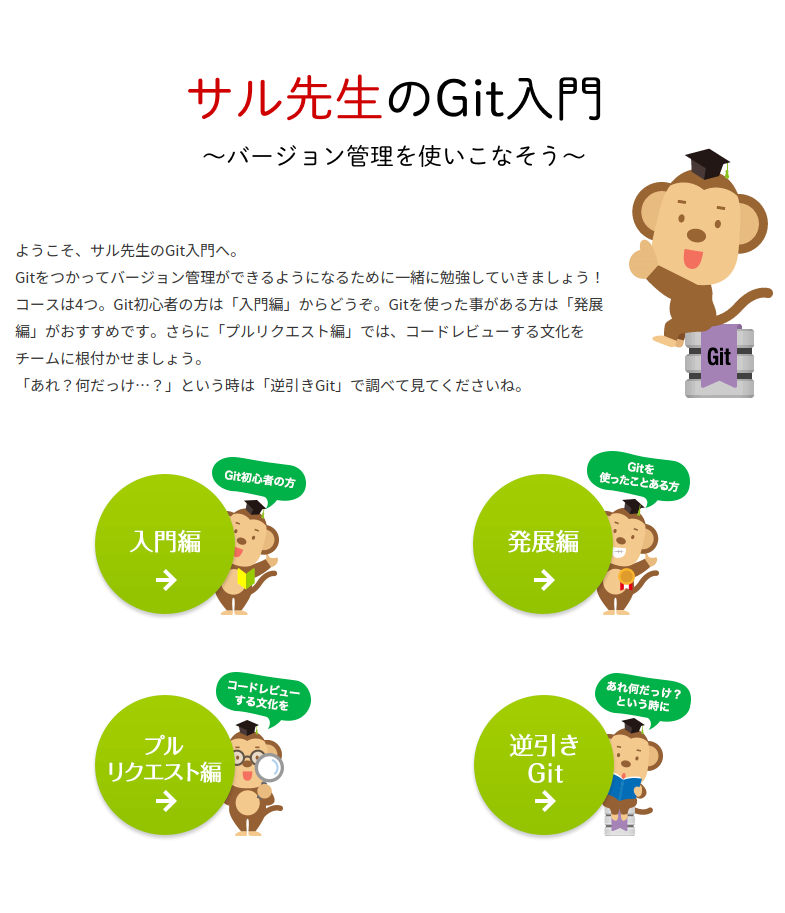 サル先生のGit入門
〜バージョン管理を使いこなそう〜
ようこそ、サル先生のGit入門へ。
Gitをつかってバージョン管理ができるようになるために一緒に勉強していきましょう！
コースは4つ。Git初心者の方は「入門編」からどうぞ。Gitを使った事がある方は「発展
編」がおすすめです。さらに「プルリクエスト編」では、コードレビューする文化を
チームに根付かせましょう。
「あれ？何だっけ…？」という時は「逆引きGit」で調べて見てくださいね。
Git
Git初心者の方
入門編
Gitを
使ったことある方
発展編
コードレビュー
する文化を
プル
リクエスト編
あれ何だっけ？
という時に
逆引き
Git